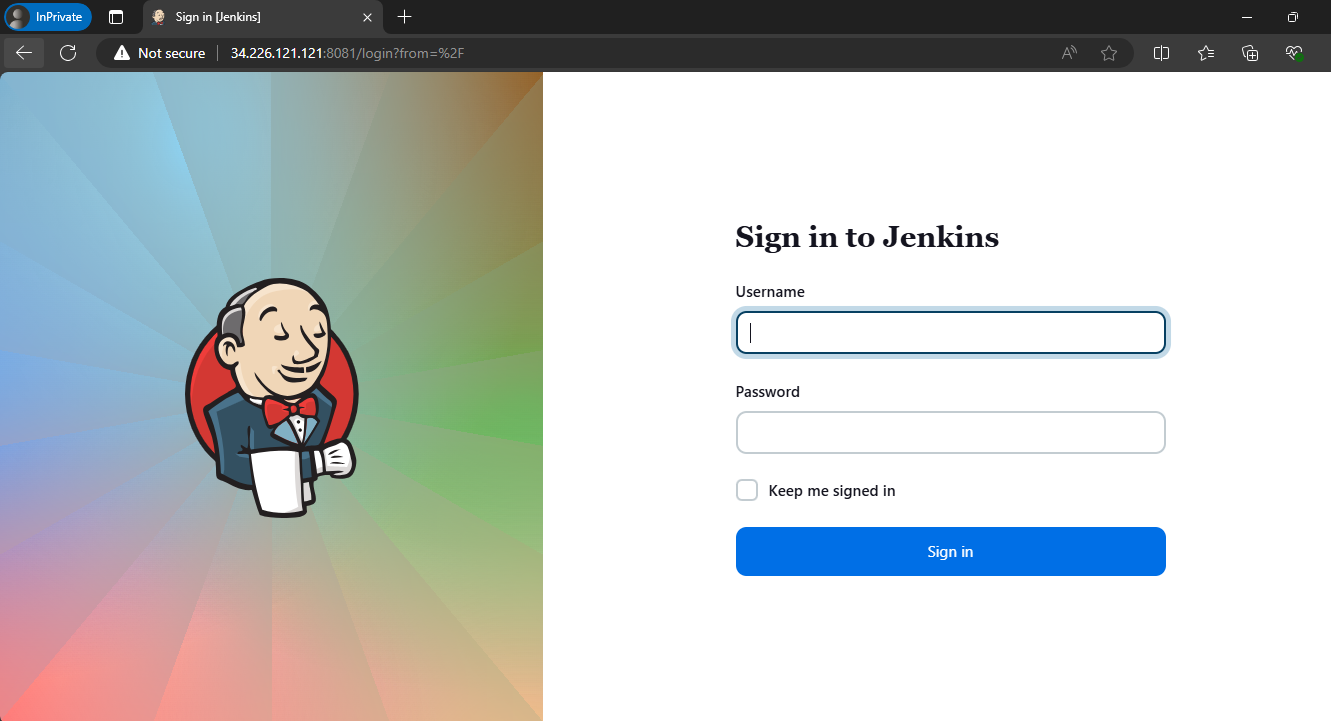 InPrivate
Sign in [Jenkins]
Not secure
34.226.121.121:8081/login?from=%2F
Sign in to Jenkins
Username
Password
Keep me signed in
Sign in